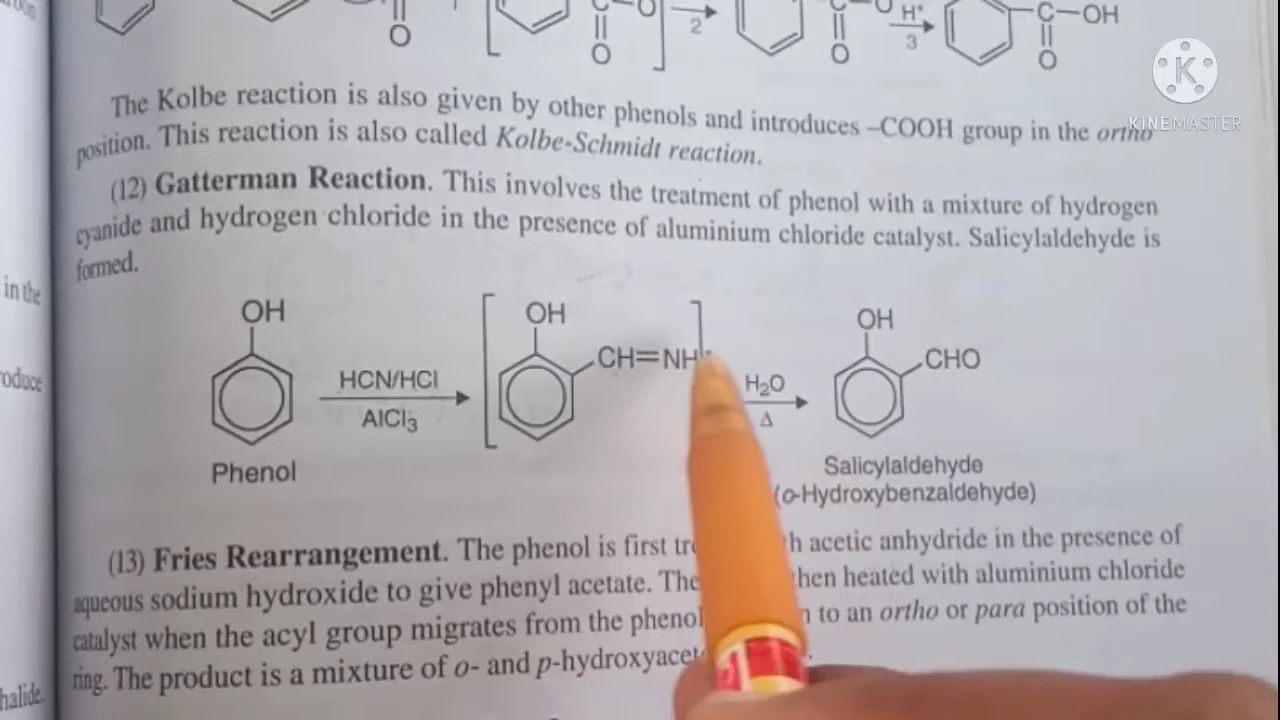 C
O
C
O
O
2
C
O
O
H+
3
C—OH
O
KINEMASTER
The Kolbe reaction is also given by other phenols and introduces –COOH group in the ortho
position. This reaction is also called Kolbe-Schmidt reaction.
(12) Gatterman Reaction. This involves the treatment of phenol with a mixture of hydrogen
cyanide and hydrogen chloride in the presence of aluminium chloride catalyst. Salicylaldehyde is
formed.
in the
OH
HCN/HCl
AlCl3
Phenol
OH
CH=NH
H2O
Δ
OH
CHO
Salicylaldehyde
(o-Hydroxybenzaldehyde)
(13) Fries Rearrangement. The phenol is first acetic anhydride in the presence of
aqueous sodium hydroxide to give phenyl acetate. The then heated with aluminium chloride
catalyst when the acyl group migrates from the to an ortho or para position of the
ring. The product is a mixture of o- and
halide.